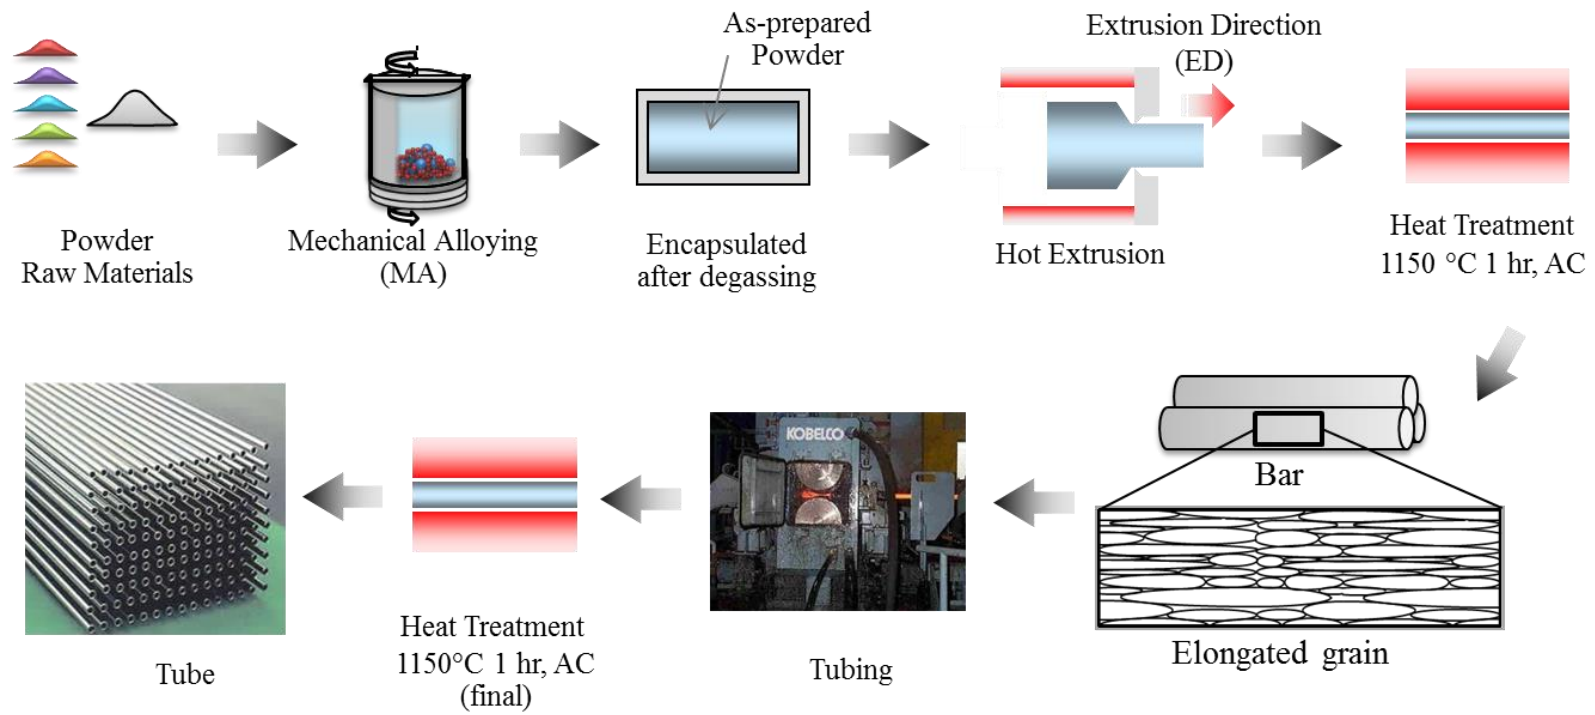 Powder
Raw Materials
Mechanical Alloying
(MA)
As-prepared
Powder
Encapsulated
after degassing
Extrusion Direction
(ED)
Hot Extrusion
Heat Treatment
1150 °C 1 hr, AC
Bar
Elongated grain
KOBELCO
Tubing
Heat Treatment
1150°C 1 hr, AC
(final)
Tube